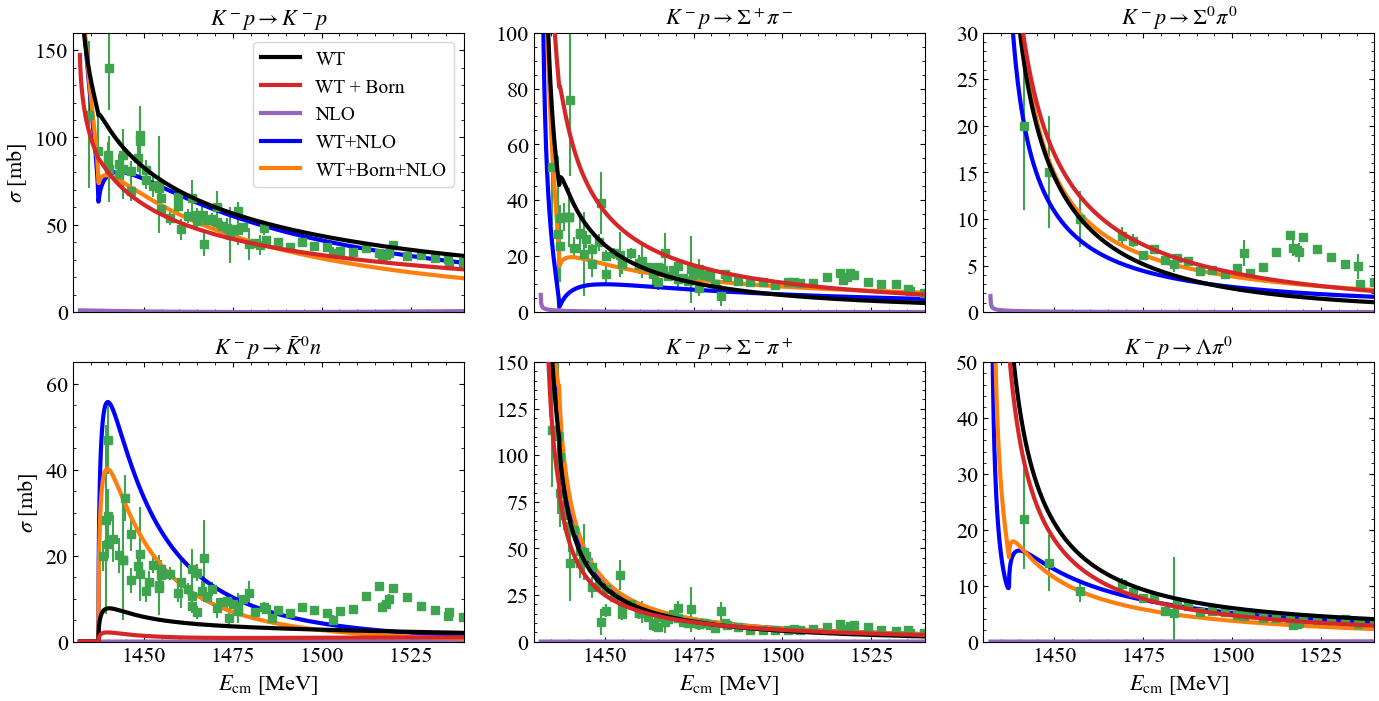 K⁻p → K⁻p
K⁻p → Σ⁺π⁻
K⁻p → Σ⁰π⁰
150
100
50
0
σ [mb]
WT
WT + Born
NLO
WT+NLO
WT+Born+NLO
100
80
60
40
20
0
30
25
20
15
10
5
0
K⁻p → K̄⁰n
K⁻p → Σ⁻π⁺
K⁻p → Λπ⁰
60
40
20
0
σ [mb]
150
125
100
75
50
25
0
50
40
30
20
10
0
1450 1475 1500 1525
1450 1475 1500 1525
1450 1475 1500 1525
E_cm [MeV]
E_cm [MeV]
E_cm [MeV]